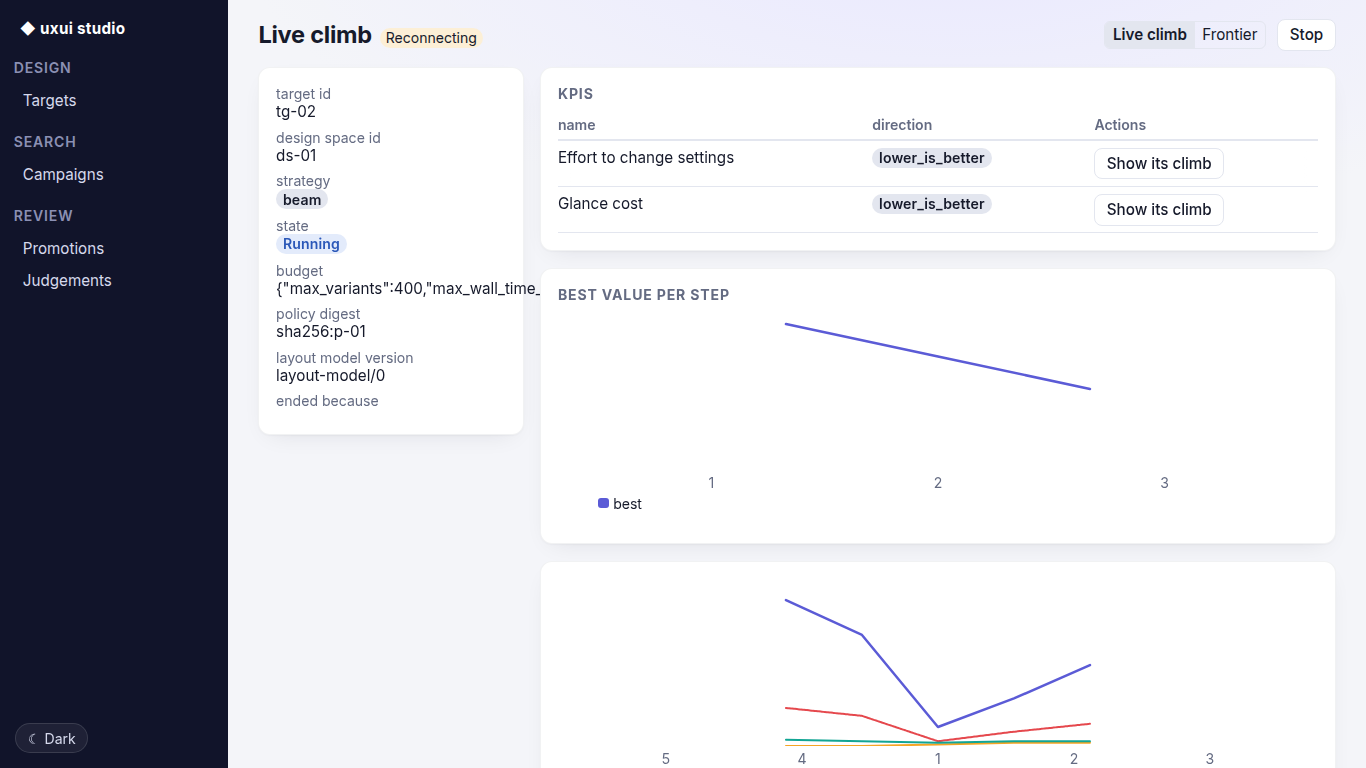 ◆ uxui studio
DESIGN
Targets
SEARCH
Campaigns
REVIEW
Promotions
Judgements
☾ Dark
Live climb Reconnecting
Live climb Frontier Stop
target id
tg-02
design space id
ds-01
strategy
beam
state
Running
budget
{"max_variants":400,"max_wall_time_
policy digest
sha256:p-01
layout model version
layout-model/0
ended because
KPIS
name direction Actions
Effort to change settings lower_is_better Show its climb
Glance cost lower_is_better Show its climb
BEST VALUE PER STEP
1 2 3
best
5 4 1 2 3